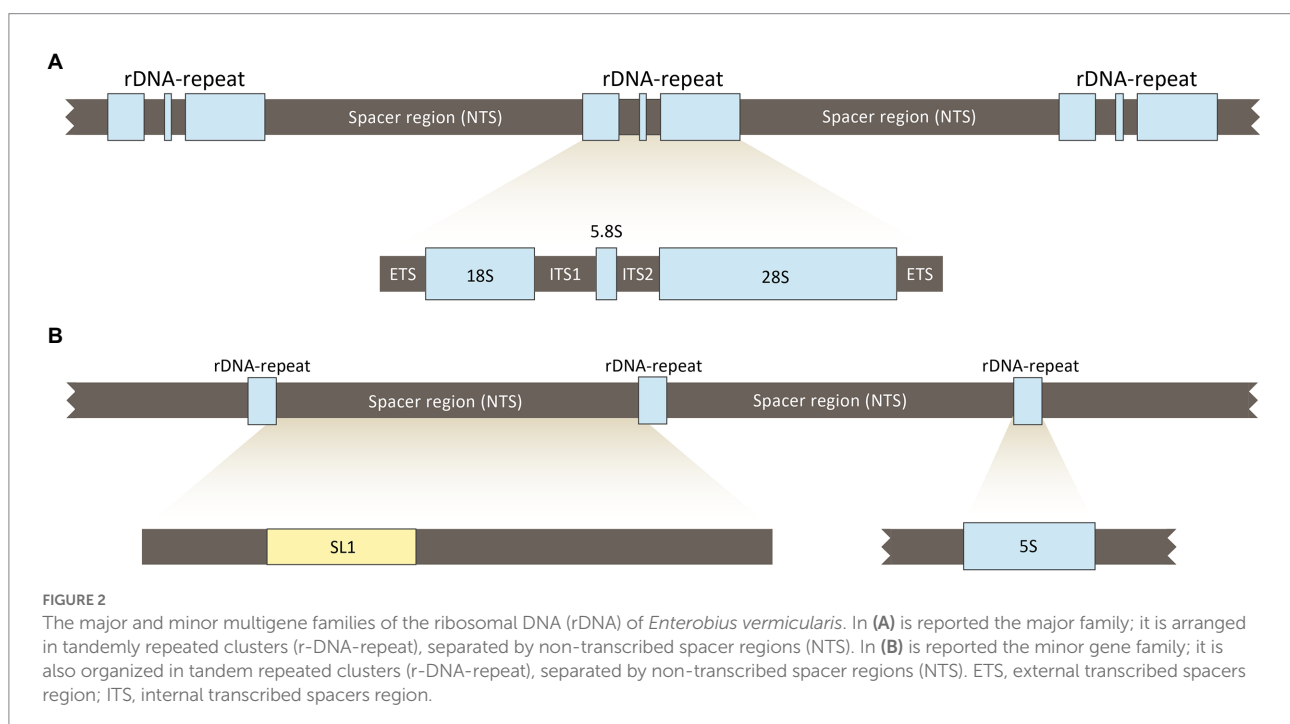 A
rDNA-repeat rDNA-repeat rDNA-repeat
Spacer region (NTS) Spacer region (NTS)
5.8S
ETS 18S ITS1 ITS2 28S ETS
B
rDNA-repeat rDNA-repeat rDNA-repeat
Spacer region (NTS) Spacer region (NTS)
SL1 5S
FIGURE 2
The major and minor multigene families of the ribosomal DNA (rDNA) of Enterobius vermicularis. In (A) is reported the major family; it is arranged
in tandemly repeated clusters (r-DNA-repeat), separated by non-transcribed spacer regions (NTS). In (B) is reported the minor gene family; it is
also organized in tandem repeated clusters (r-DNA-repeat), separated by non-transcribed spacer regions (NTS). ETS, external transcribed spacers
region; ITS, internal transcribed spacers region.